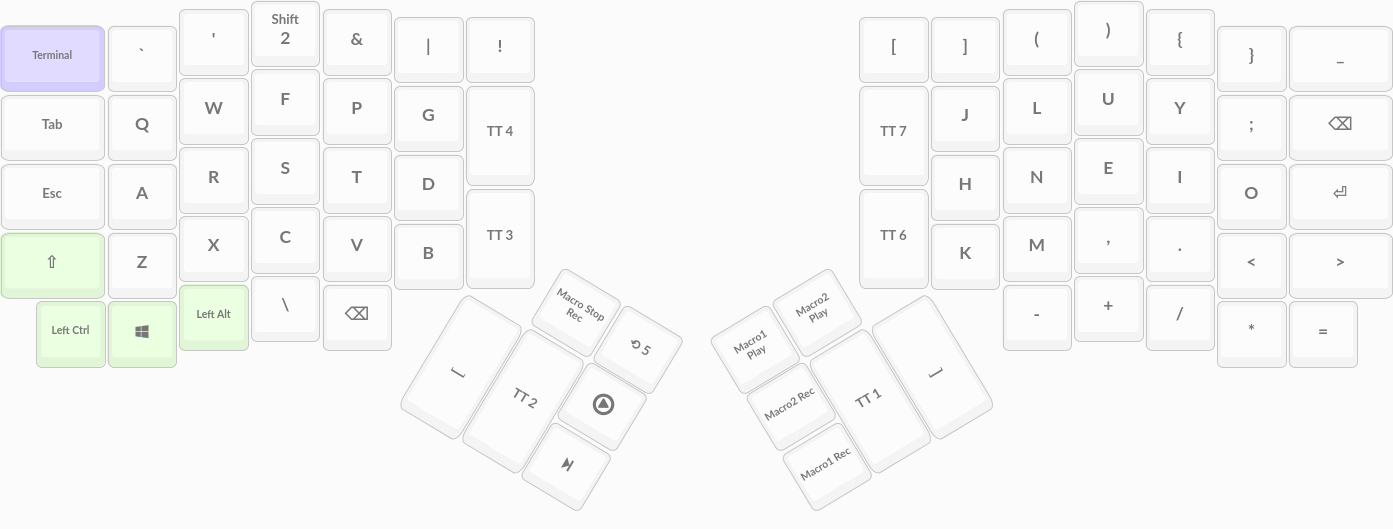 Terminal
`
'
Shift
2
&
|
!
[
]
(
)
{
}
_
Tab
Q
W
F
P
G
TT 4
TT 7
J
L
U
Y
;
⌫
Esc
A
R
S
T
D
H
N
E
I
O
⏎
⇧
Z
X
C
V
B
TT 3
TT 6
K
M
,
.
<
>
Left Ctrl
Left Alt
\
⌫
-
+
/
*
=
Macro Stop
Rec
⟲ 5
TT 2
Macro2
Play
Macro1
Play
Macro2 Rec
TT 1
Macro1 Rec